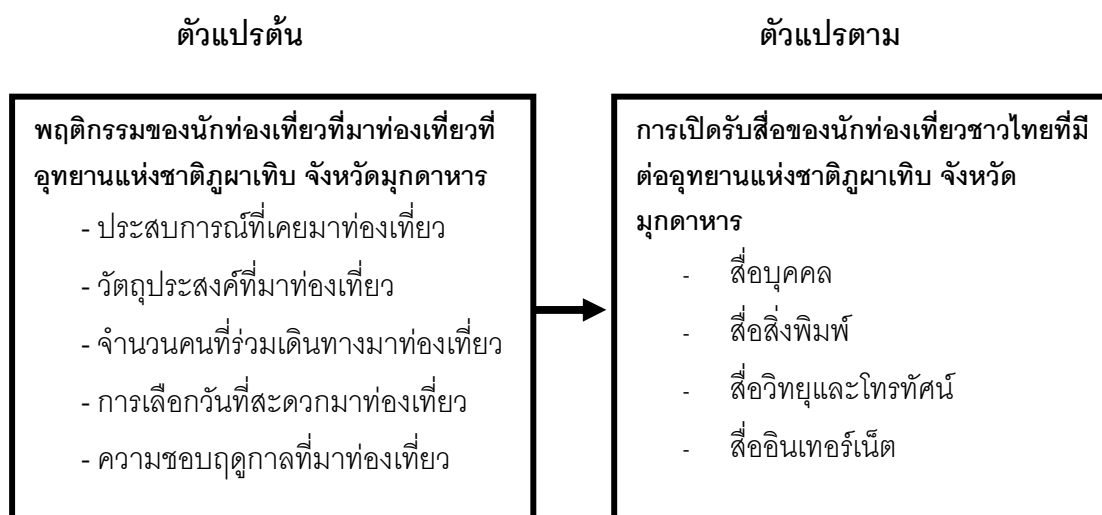 ตัวแปรต้น
ตัวแปรตาม
พฤติกรรมของนักท่องเที่ยวที่มาท่องเที่ยวที่
อุทยานแห่งชาติภูผาเทิบ จังหวัดมุกดาหาร
- ประสบการณ์ที่เคยมาท่องเที่ยว
- วัตถุประสงค์ที่มาท่องเที่ยว
- จำนวนคนที่ร่วมเดินทางมาท่องเที่ยว
- การเลือกวันที่สะดวกมาท่องเที่ยว
- ความชอบฤดูกาลที่มาท่องเที่ยว
การเปิดรับสื่อของนักท่องเที่ยวชาวไทยที่มี
ต่ออุทยานแห่งชาติภูผาเทิบ จังหวัด
มุกดาหาร
- สื่อบุคคล
- สื่อสิ่งพิมพ์
- สื่อวิทยุและโทรทัศน์
- สื่ออินเทอร์เน็ต